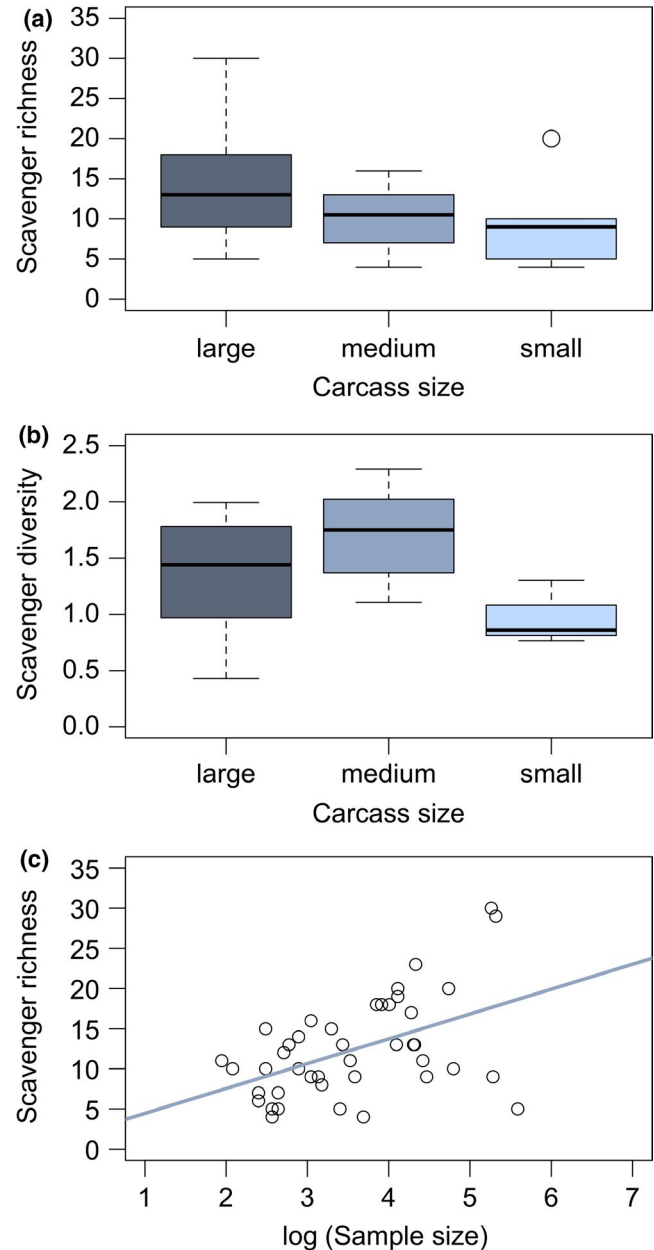 (a)
Scavenger richness
35
30
25
20
15
10
5
0
large medium small
Carcass size
(b)
Scavenger diversity
2.5
2.0
1.5
1.0
0.5
0.0
large medium small
Carcass size
(c)
Scavenger richness
35
30
25
20
15
10
5
0
1 2 3 4 5 6 7
log (Sample size)